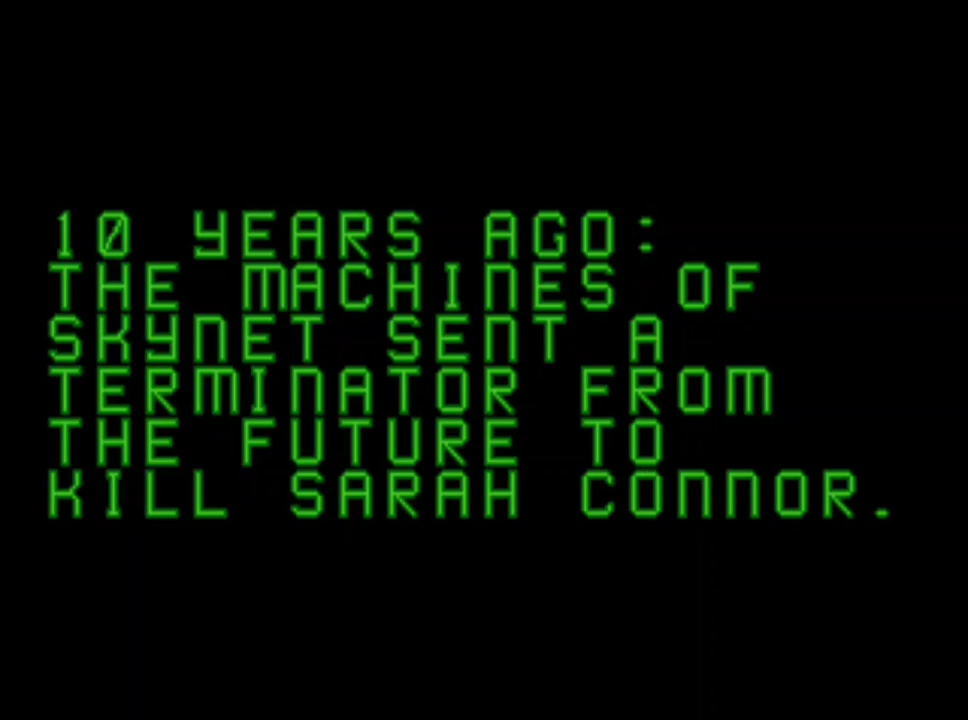 10 YEARS AGO:
THE MACHINES OF
SKYNET SENT A
TERMINATOR FROM
THE FUTURE TO
KILL SARAH CONNOR.